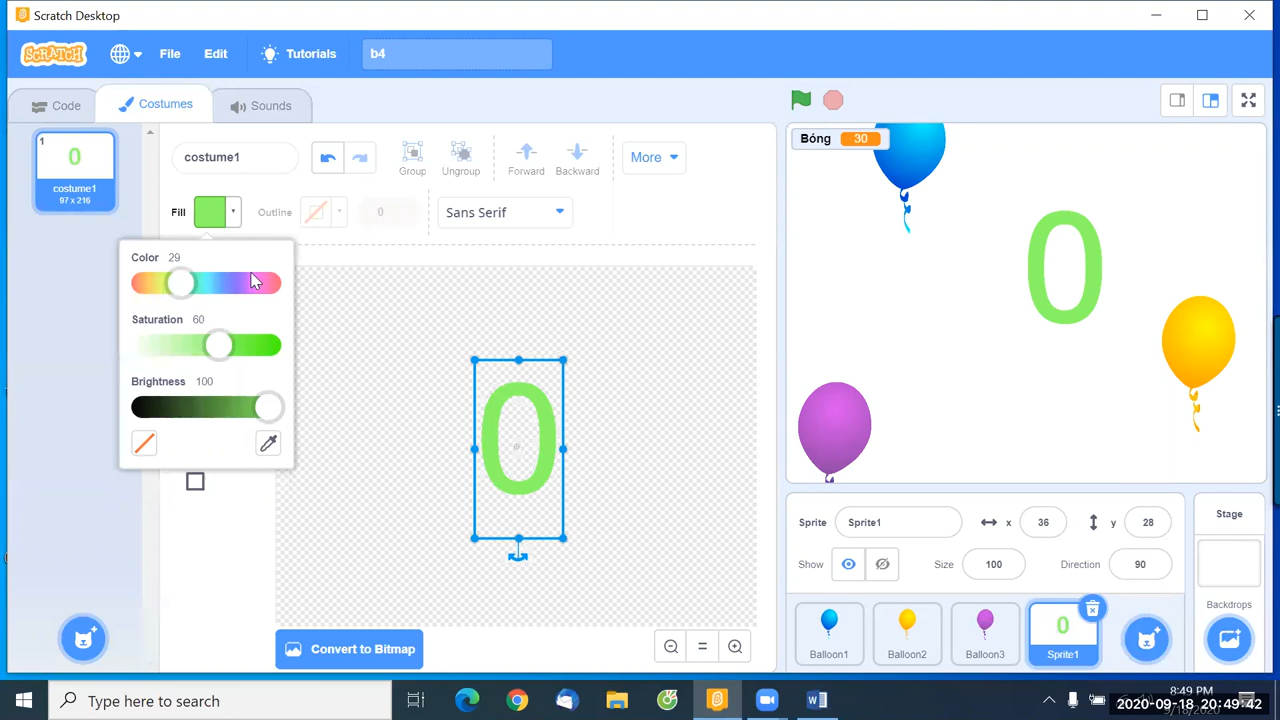 Scratch Desktop
SCRATCH
File
Edit
Tutorials
b4
Code
Costumes
Sounds
1
0
costume1
97 x 216
costume1
Group
Ungroup
Forward
Backward
More
Fill
Outline
0
Sans Serif
Color 29
Saturation 60
Brightness 100
0
Convert to Bitmap
Bóng 30
0
Sprite
Sprite1
x
36
y
28
Show
Size
100
Direction
90
Balloon1
Balloon2
Balloon3
0
Sprite1
Stage
Backdrops
Type here to search
8:49 PM
2020-09-18 20:49:42